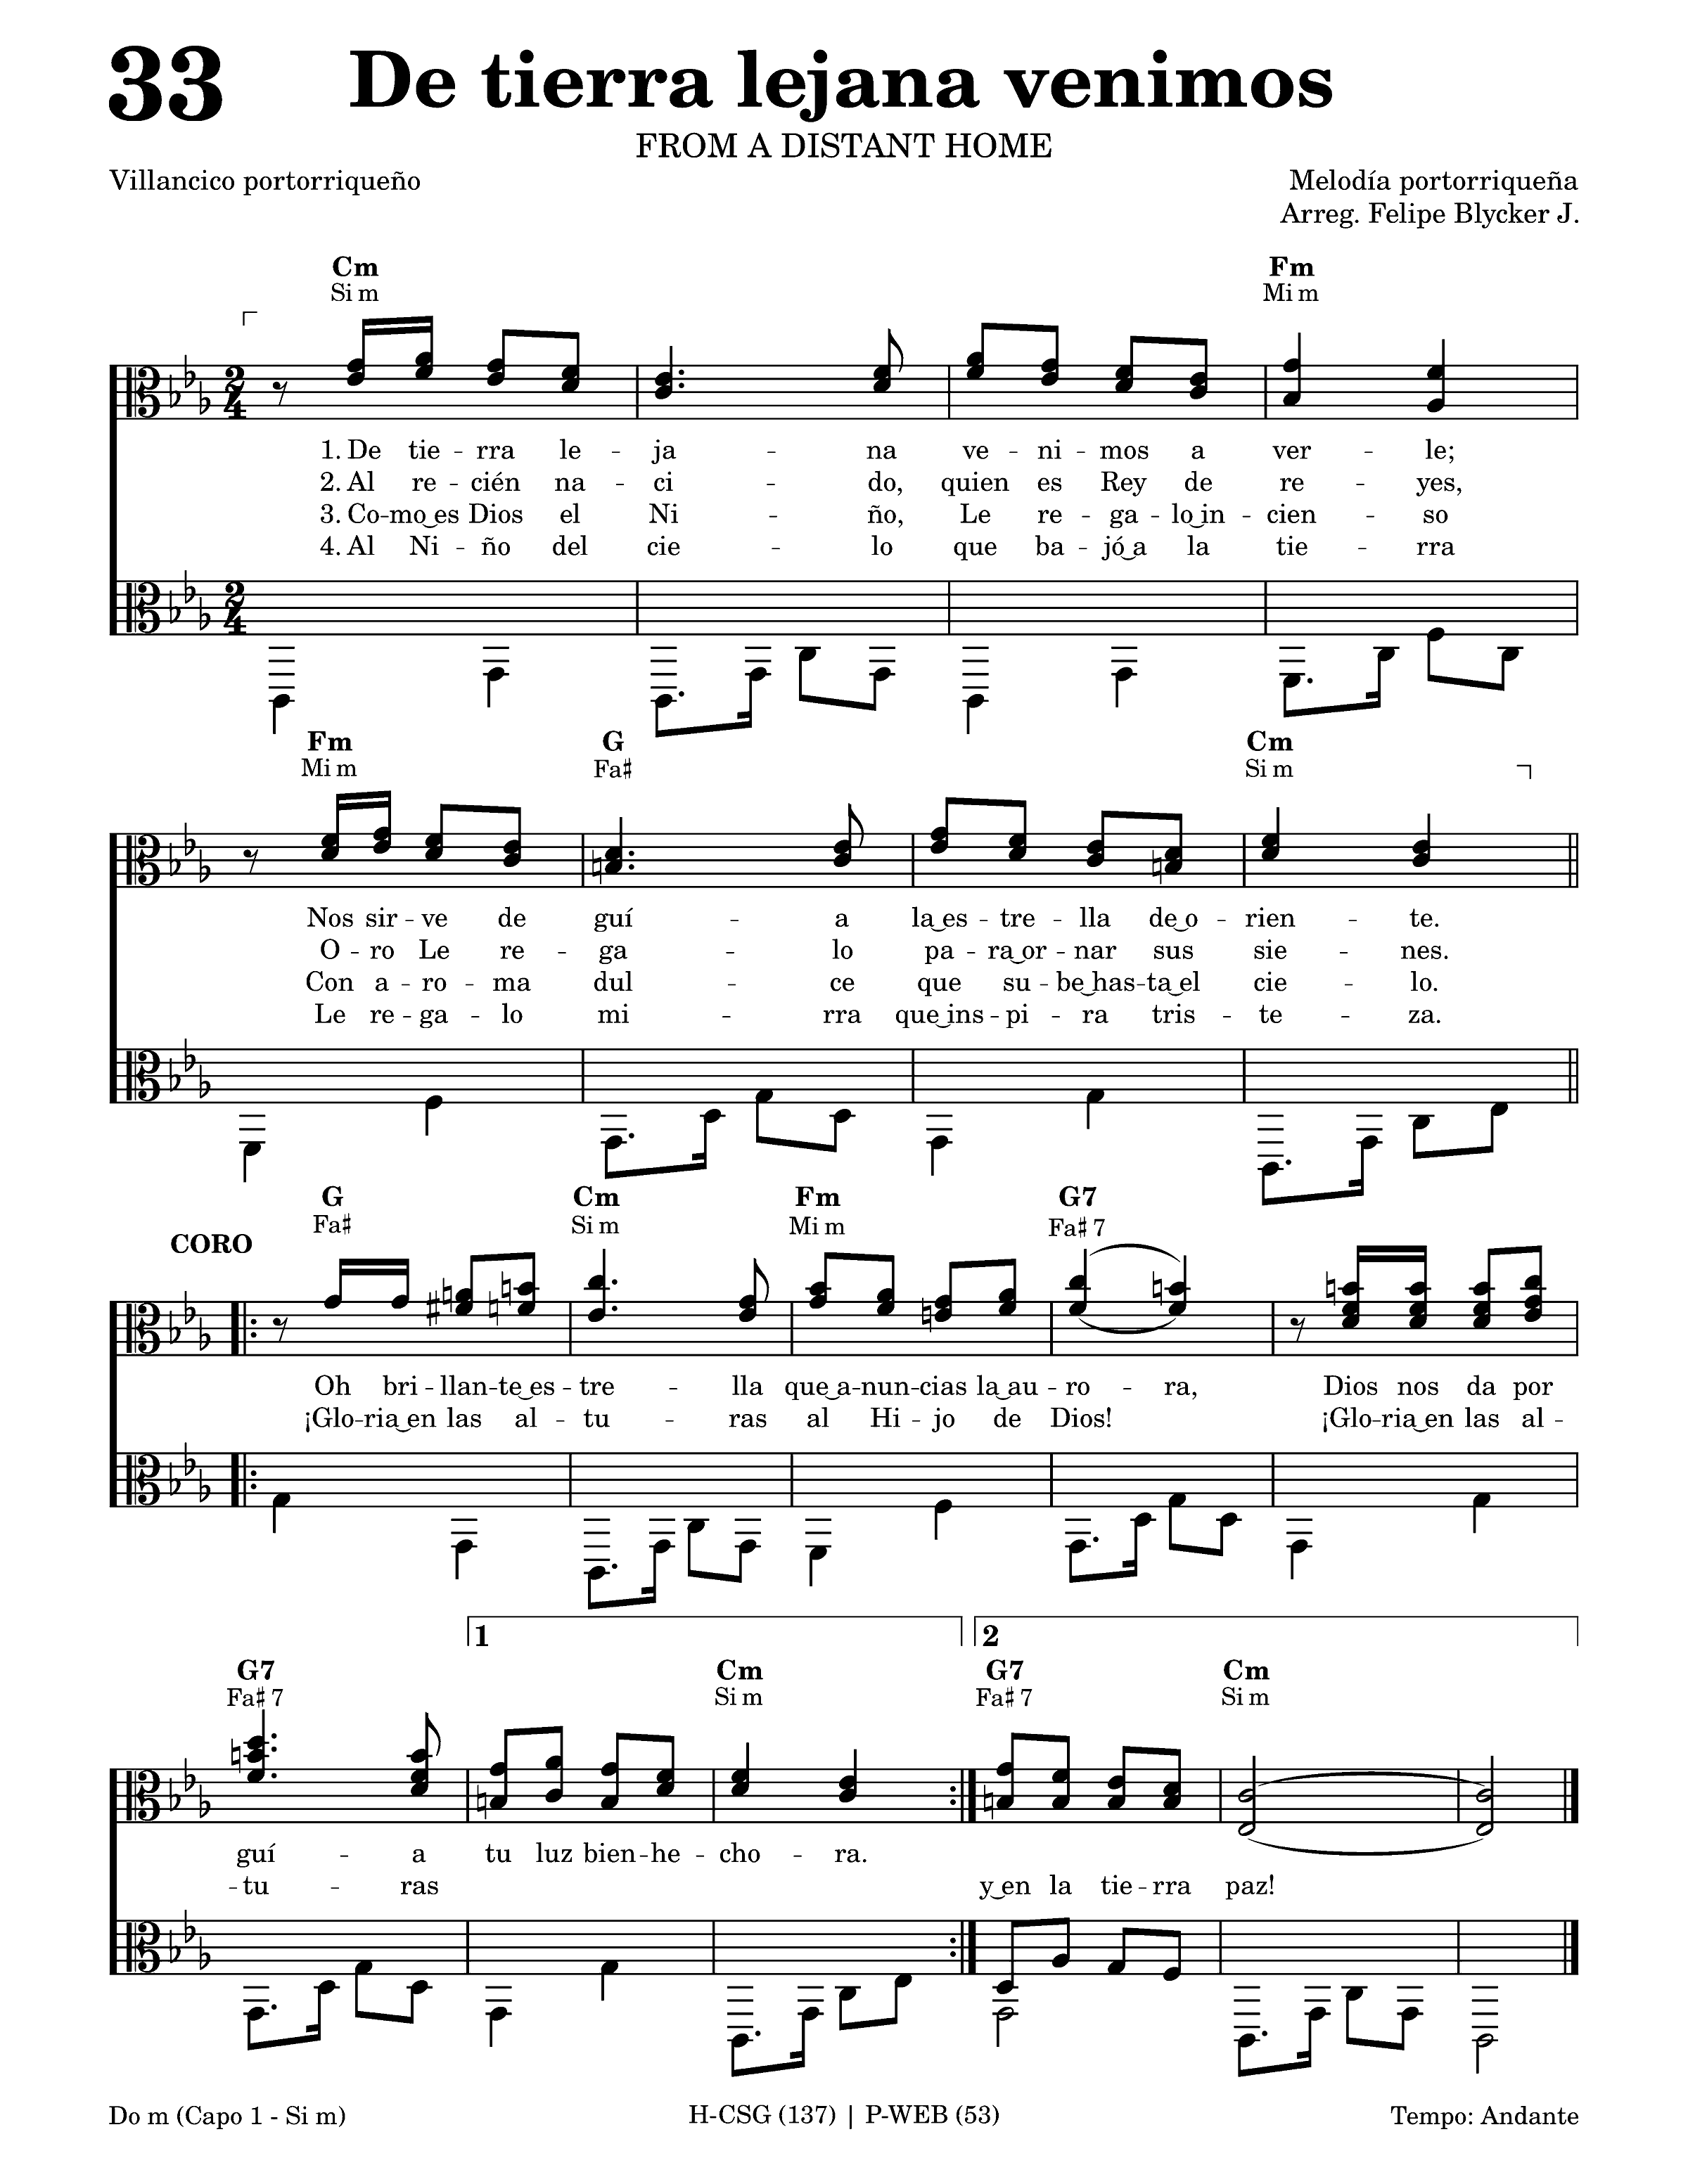 33 De tierra lejana venimos
FROM A DISTANT HOME
Villancico portorriqueño Melodía portorriqueña
Arreg. Felipe Blycker J.
Cm Fm
Si m Mi m
1. De tie -- rra le -- ja -- na ve -- ni -- mos a ver -- le;
2. Al re -- cién na -- ci -- do, quien es Rey de re -- yes,
3. Co -- mo‿es Dios el Ni -- ño, Le re -- ga -- lo‿in -- cien -- so
4. Al Ni -- ño del cie -- lo que ba -- jó‿a la tie -- rra
Fm G Cm
Mi m Fa♯ Si m
Nos sir -- ve de guí -- a la‿es -- tre -- lla de‿o -- rien -- te.
O -- ro Le re -- ga -- lo pa -- ra‿or -- nar sus sie -- nes.
Con a -- ro -- ma dul -- ce que su -- be‿has -- ta‿el cie -- lo.
Le re -- ga -- lo mi -- rra que‿ins -- pi -- ra tris -- te -- za.
G Cm Fm G7
Fa♯ Si m Mi m Fa♯ 7
CORO
Oh bri -- llan -- te‿es -- tre -- lla que‿a -- nun -- cias la‿au -- ro -- ra, Dios nos da por
¡Glo -- ria‿en las al -- tu -- ras al Hi -- jo de Dios! ¡Glo -- ria‿en las al --
1 2
G7 Cm G7 Cm
Fa♯ 7 Si m Fa♯ 7 Si m
guí -- a tu luz bien -- he -- cho -- ra.
-- tu -- ras y‿en la tie -- rra paz!
Do m (Capo 1 - Si m) H-CSG (137) | P-WEB (53) Tempo: Andante